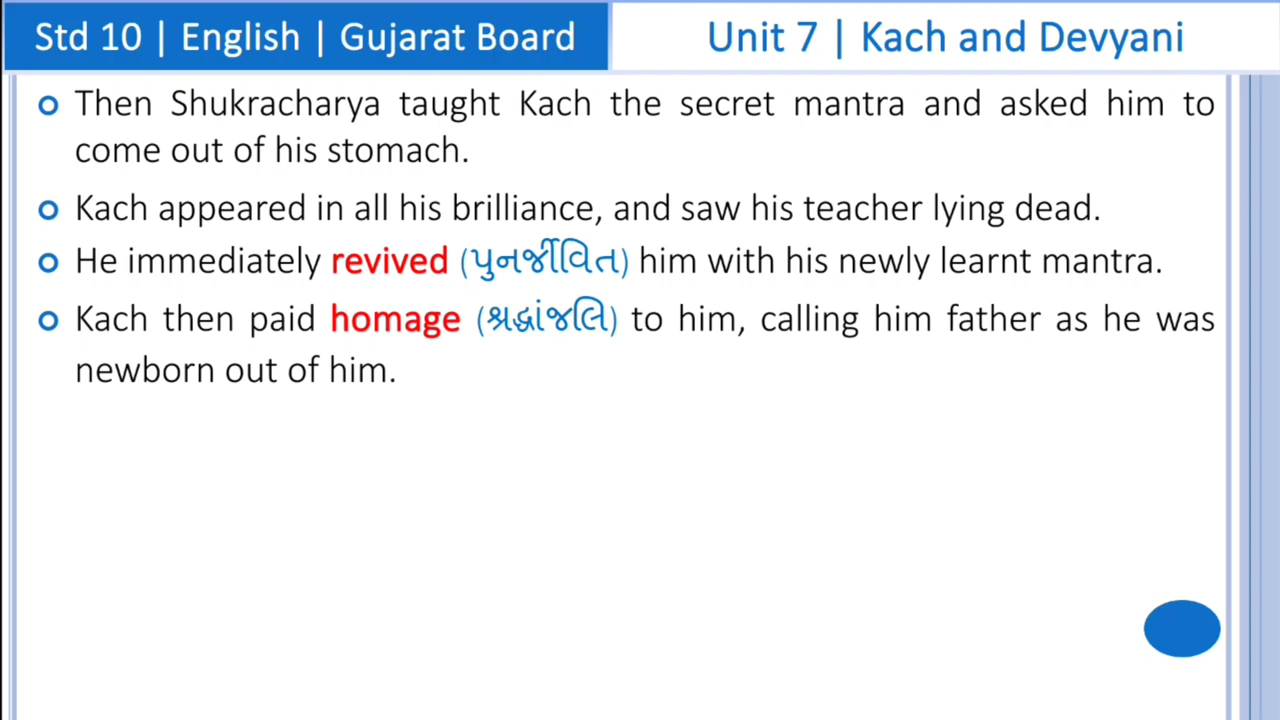 Std 10 | English | Gujarat Board
Unit 7 | Kach and Devyani
Then Shukracharya taught Kach the secret mantra and asked him to
come out of his stomach.
Kach appeared in all his brilliance, and saw his teacher lying dead.
He immediately revived (પુનર્જીવિત) him with his newly learnt mantra.
Kach then paid homage (શ્રદ્ધાંજલિ) to him, calling him father as he was
newborn out of him.